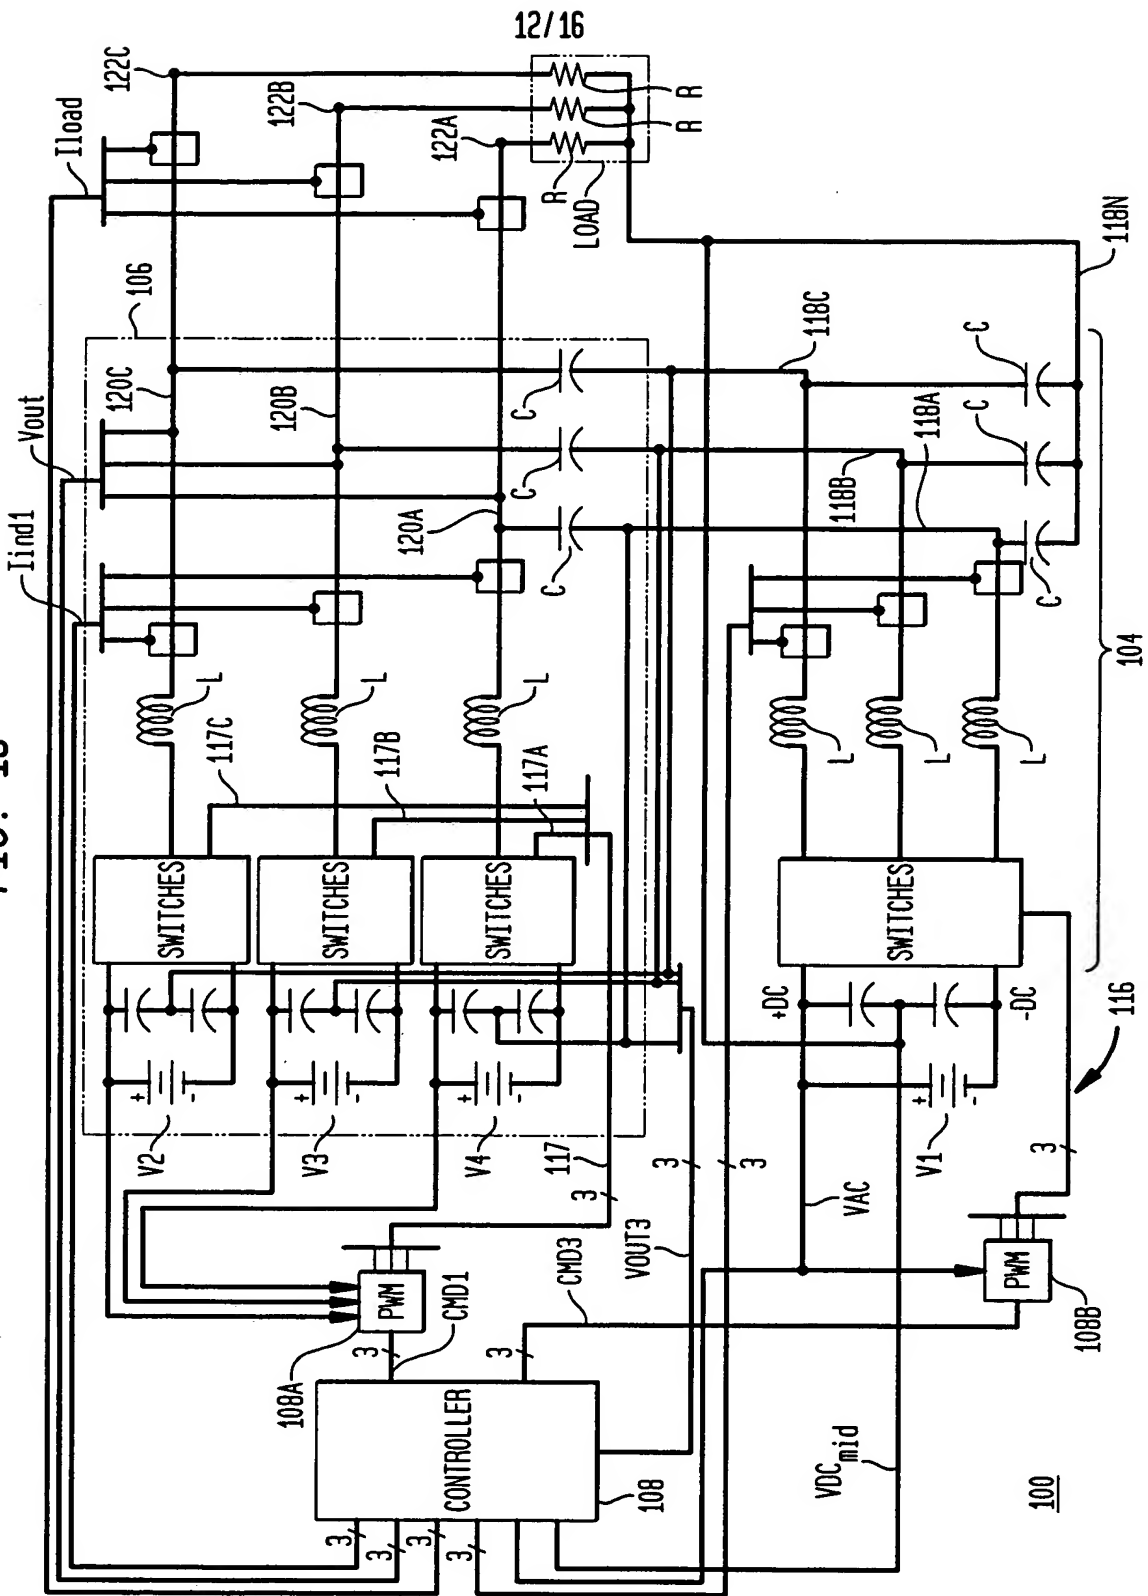 12/16
122C
122B
122A
R
R
R
LOAD
Iload
106
120C
Vout
120B
Iind1
120A
C
C
C
118C
118N
C
118A
C
118B
C
104
L
L
L
117C
117B
117A
SWITCHES
SWITCHES
SWITCHES
L
L
L
SWITCHES
+DC
-DC
116
+
-
V2
+
-
V3
+
-
V4
117
+
-
V1
3
3
3
3
VAC
VOUT3
CMD3
PWM
108B
PWM
108A
CMD1
3
3
CONTROLLER
108
VDCmid
3
3
3
3
100